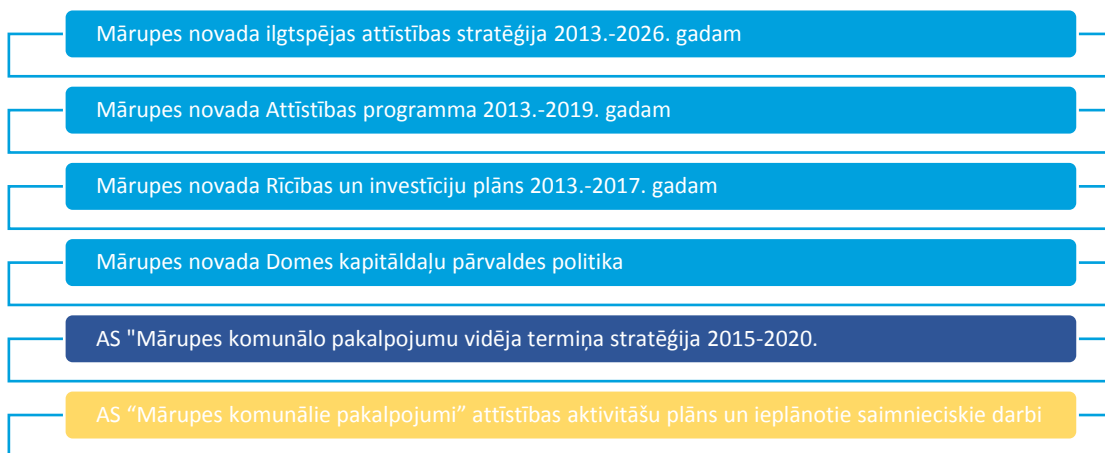 Mārupes novada ilgtspējas attīstības stratēģija 2013.-2026. gadam
Mārupes novada Attīstības programma 2013.-2019. gadam
Mārupes novada Rīcības un investīciju plāns 2013.-2017. gadam
Mārupes novada Domes kapitāldaļu pārvaldes politika
AS "Mārupes komunālo pakalpojumu vidēja termiņa stratēģija 2015-2020.
AS “Mārupes komunālie pakalpojumi” attīstības aktivitāšu plāns un ieplānotie saimnieciskie darbi